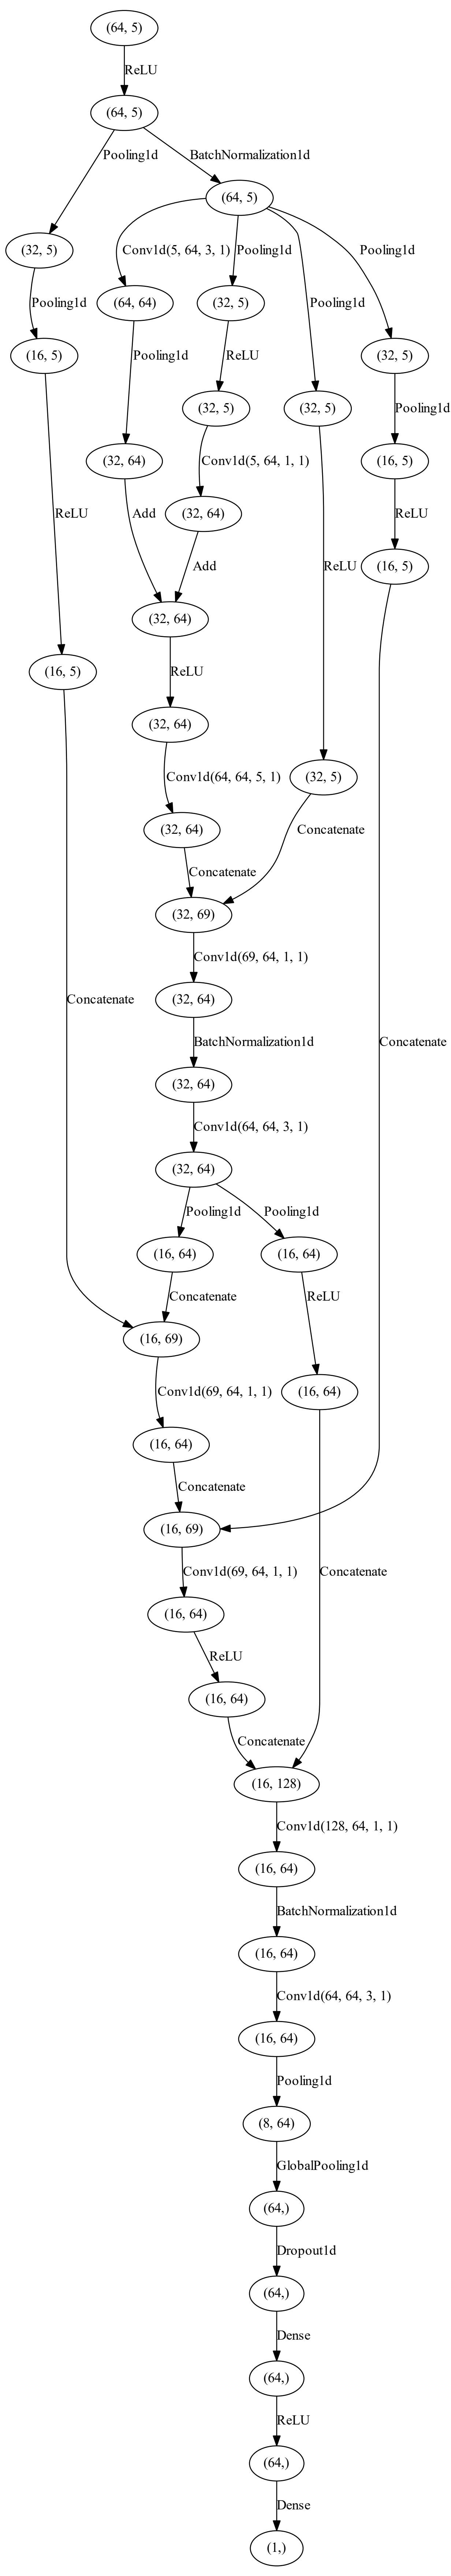 (64, 5)
ReLU
(64, 5)
Pooling1d BatchNormalization1d
(64, 5)
(32, 5) Conv1d(5, 64, 3, 1) Pooling1d Pooling1d Pooling1d
Pooling1d (64, 64) (32, 5)
(16, 5) Pooling1d ReLU (32, 5)
(32, 5) (32, 5) Pooling1d
(32, 64) Conv1d(5, 64, 1, 1) (16, 5)
ReLU Add (32, 64) ReLU
Add ReLU (16, 5)
(32, 64)
(16, 5) ReLU
(32, 64)
Conv1d(64, 64, 5, 1) (32, 5)
(32, 64) Concatenate
Concatenate
(32, 69)
Conv1d(69, 64, 1, 1)
Concatenate (32, 64)
BatchNormalization1d Concatenate
(32, 64)
Conv1d(64, 64, 3, 1)
(32, 64)
Pooling1d Pooling1d
(16, 64) (16, 64)
Concatenate ReLU
(16, 69)
Conv1d(69, 64, 1, 1) (16, 64)
(16, 64)
Concatenate
(16, 69)
Conv1d(69, 64, 1, 1) Concatenate
(16, 64)
ReLU
(16, 64)
Concatenate
(16, 128)
Conv1d(128, 64, 1, 1)
(16, 64)
BatchNormalization1d
(16, 64)
Conv1d(64, 64, 3, 1)
(16, 64)
Pooling1d
(8, 64)
GlobalPooling1d
(64,)
Dropout1d
(64,)
Dense
(64,)
ReLU
(64,)
Dense
(1,)